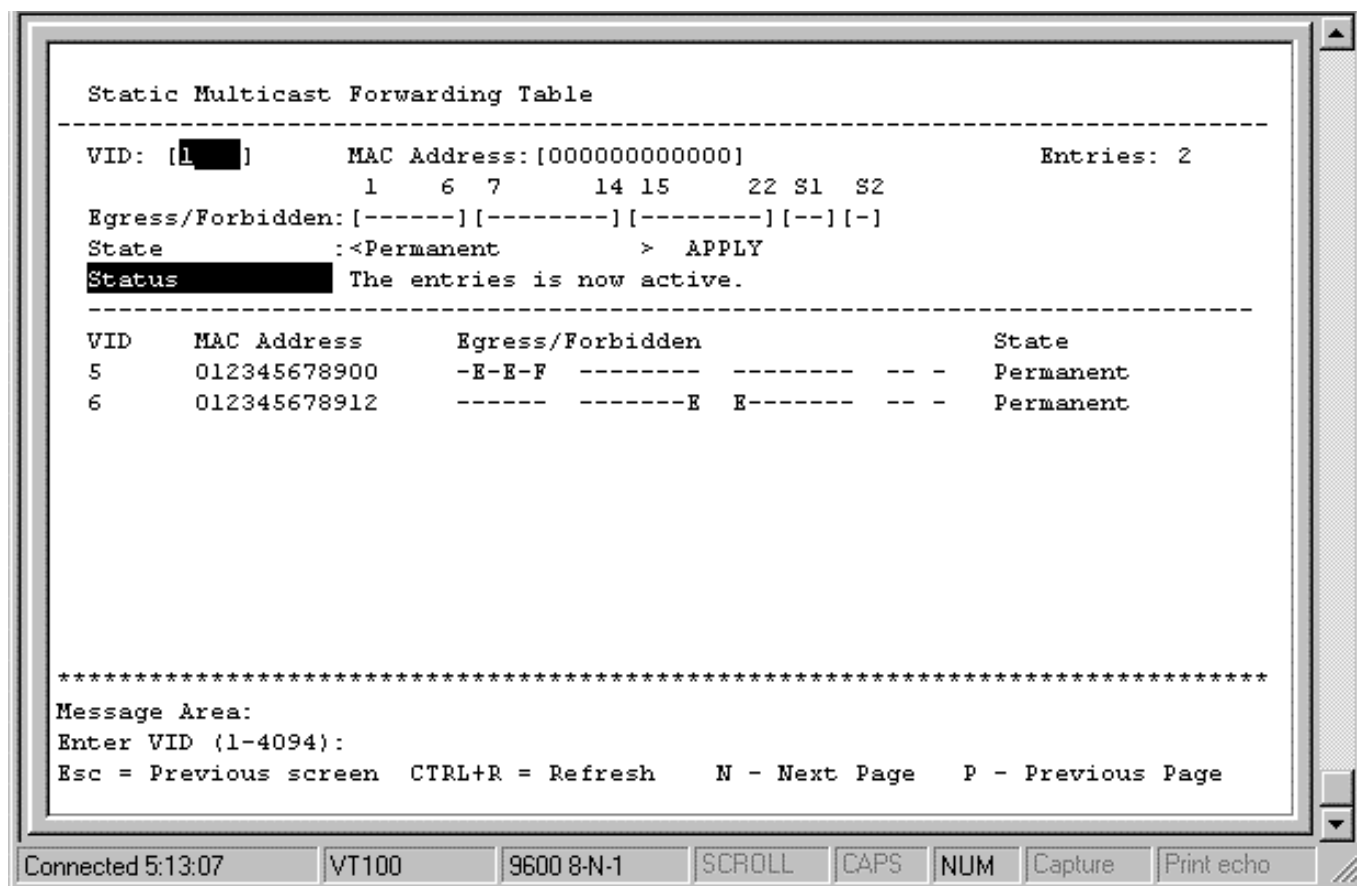 Static Multicast Forwarding Table
--------------------------------------------------------------------------------
VID: [1   ]      MAC Address:[000000000000]                   Entries: 2
1    6 7      14 15     22 S1  S2
Egress/Forbidden:[------][--------][--------][--][-]
State           :<Permanent         >  APPLY
Status           The entries is now active.
----------------------------------------------------------------------------
VID    MAC Address      Egress/Forbidden                   State
5      012345678900     -E-E-F  --------  --------  -- -   Permanent
6      012345678912     ------  -------E  E-------  -- -   Permanent
*******************************************************************************
Message Area:
Enter VID (1-4094):
Esc = Previous screen  CTRL+R = Refresh    N - Next Page   P - Previous Page
Connected 5:13:07 VT100 9600 8-N-1 SCROLL CAPS NUM Capture Print echo